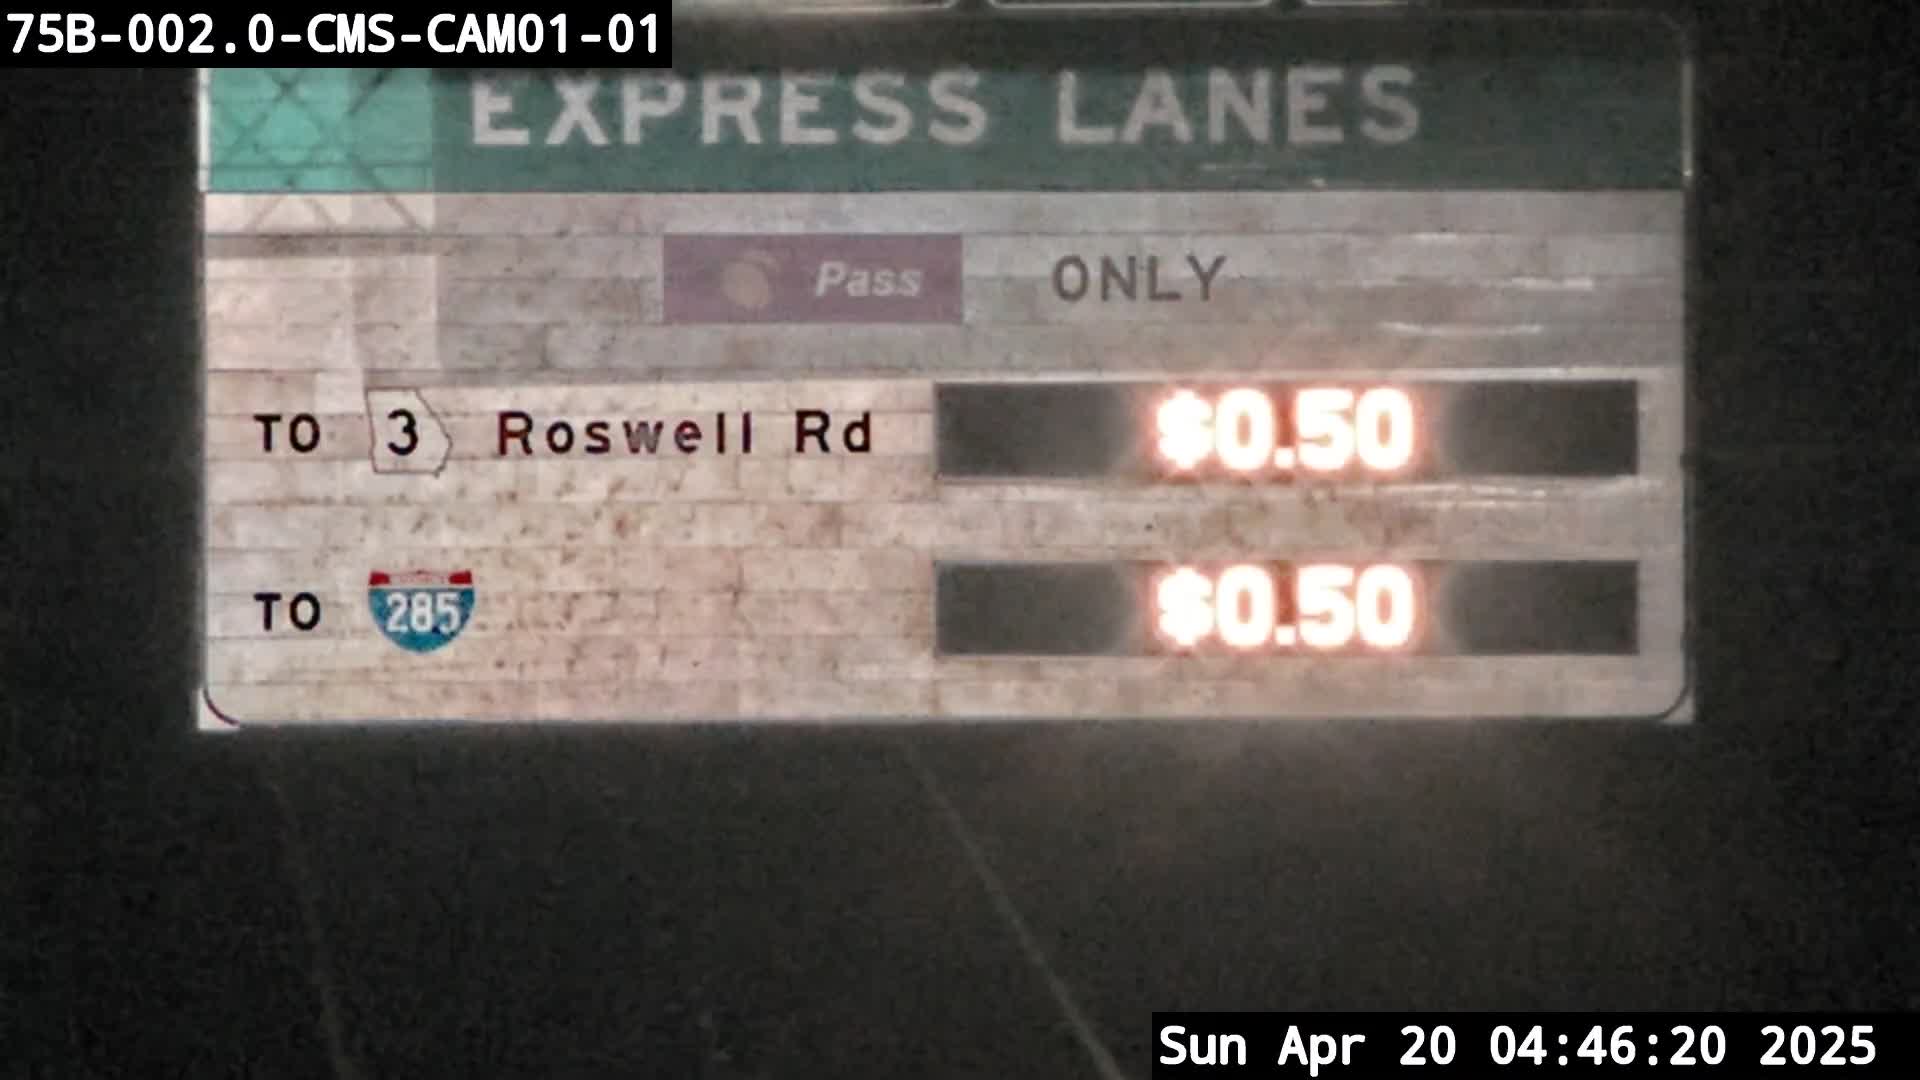 75B-002.0-CMS-CAM01-01
EXPRESS LANES
Pass ONLY
TO 3 Roswell Rd $0.50
TO 285 $0.50
Sun Apr 20 04:46:20 2025